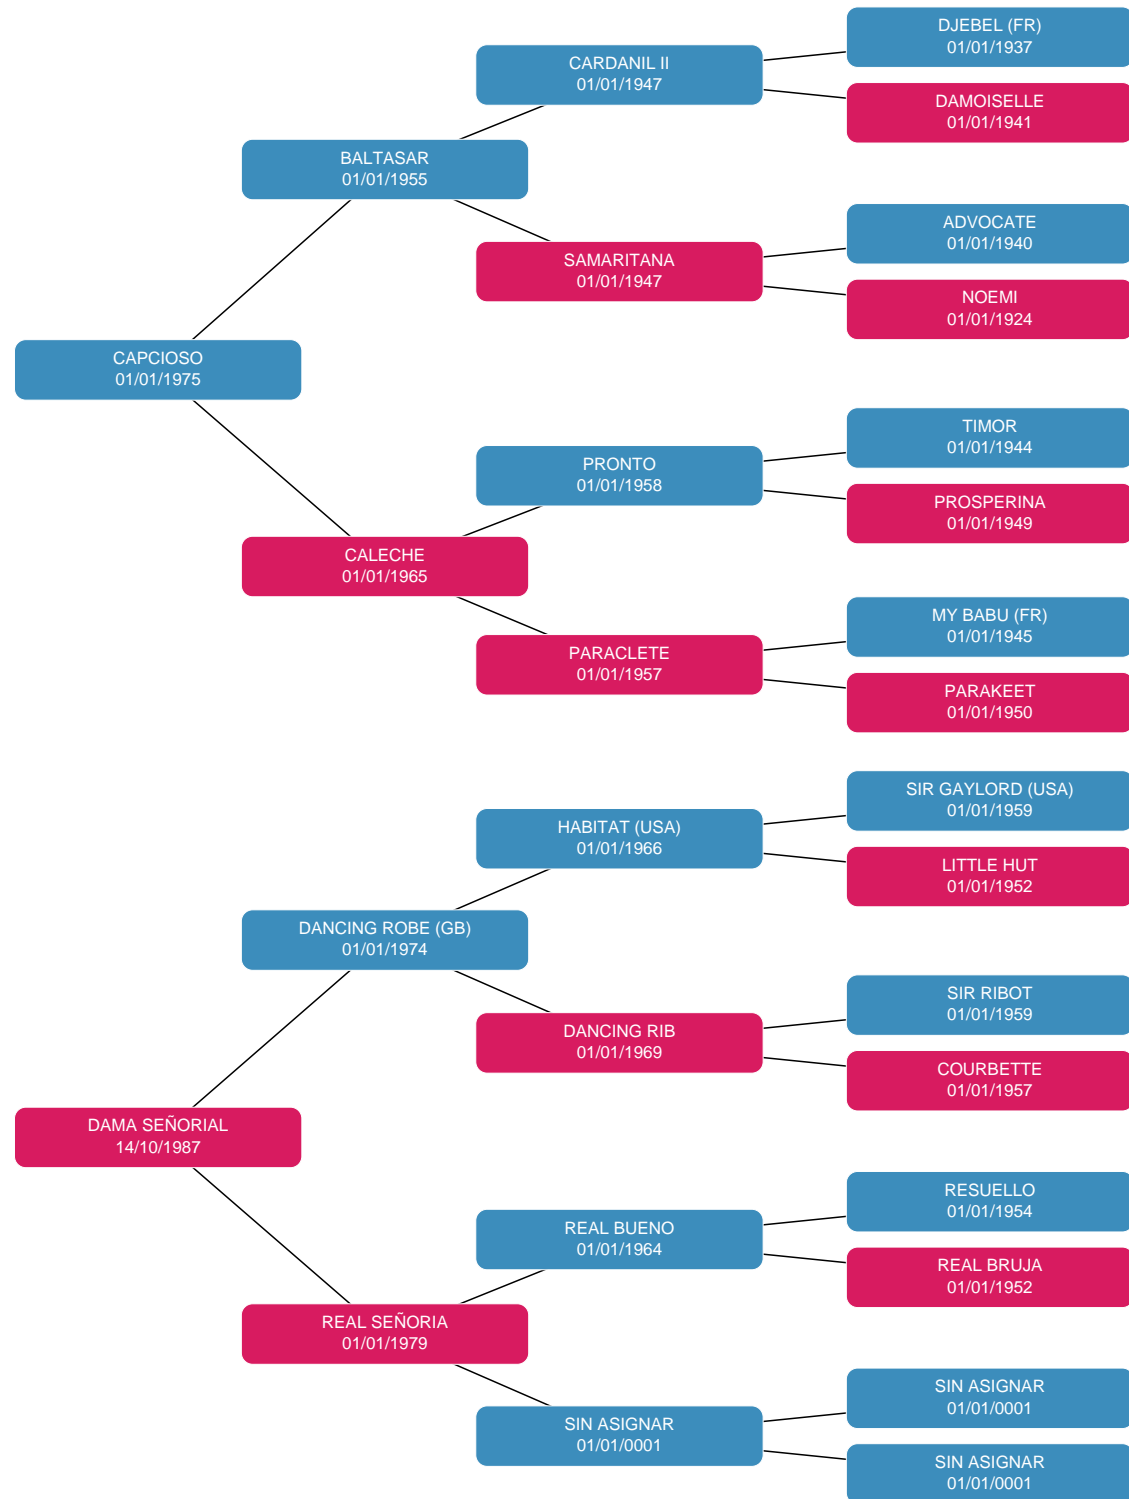 DJEBEL (FR)
01/01/1937
CARDANIL II
01/01/1947
DAMOISELLE
01/01/1941
BALTASAR
01/01/1955
ADVOCATE
01/01/1940
SAMARITANA
01/01/1947
NOEMI
01/01/1924
CAPCIOSO
01/01/1975
TIMOR
01/01/1944
PRONTO
01/01/1958
PROSPERINA
01/01/1949
CALECHE
01/01/1965
MY BABU (FR)
01/01/1945
PARACLETE
01/01/1957
PARAKEET
01/01/1950
SIR GAYLORD (USA)
01/01/1959
HABITAT (USA)
01/01/1966
LITTLE HUT
01/01/1952
DANCING ROBE (GB)
01/01/1974
SIR RIBOT
01/01/1959
DANCING RIB
01/01/1969
COURBETTE
01/01/1957
DAMA SEÑORIAL
14/10/1987
RESUELLO
01/01/1954
REAL BUENO
01/01/1964
REAL BRUJA
01/01/1952
REAL SEÑORIA
01/01/1979
SIN ASIGNAR
01/01/0001
SIN ASIGNAR
01/01/0001
SIN ASIGNAR
01/01/0001